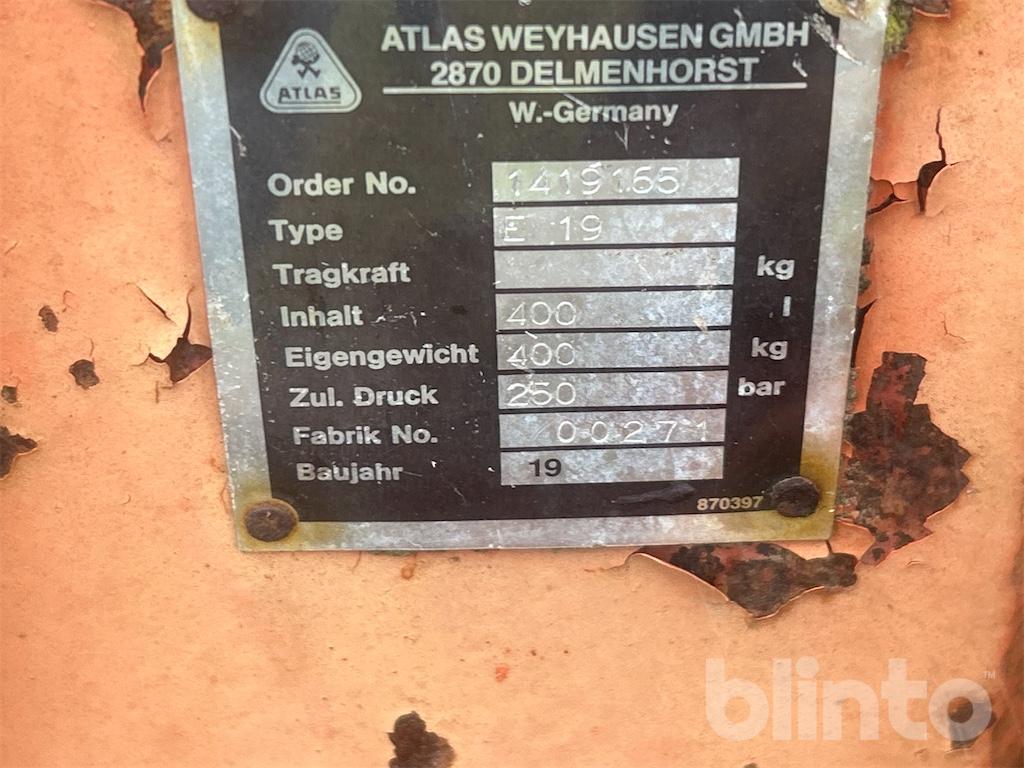 ATLAS
ATLAS WEYHAUSEN GMBH
2870 DELMENHORST
W.-Germany
Order No. 1419165
Type E 19
Tragkraft kg
Inhalt 400 l
Eigengewicht 400 kg
Zul. Druck 250 bar
Fabrik No. 00271
Baujahr 19
870397
blinto™